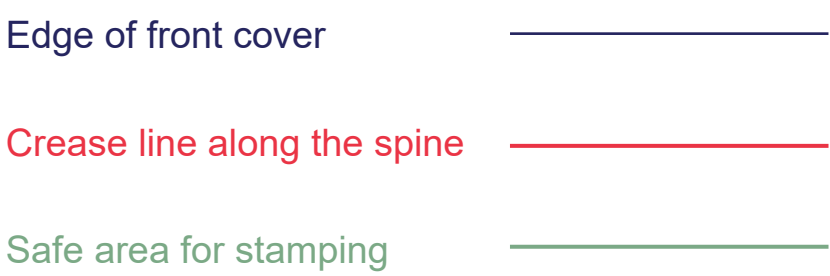 Edge of front cover
Crease line along the spine
Safe area for stamping